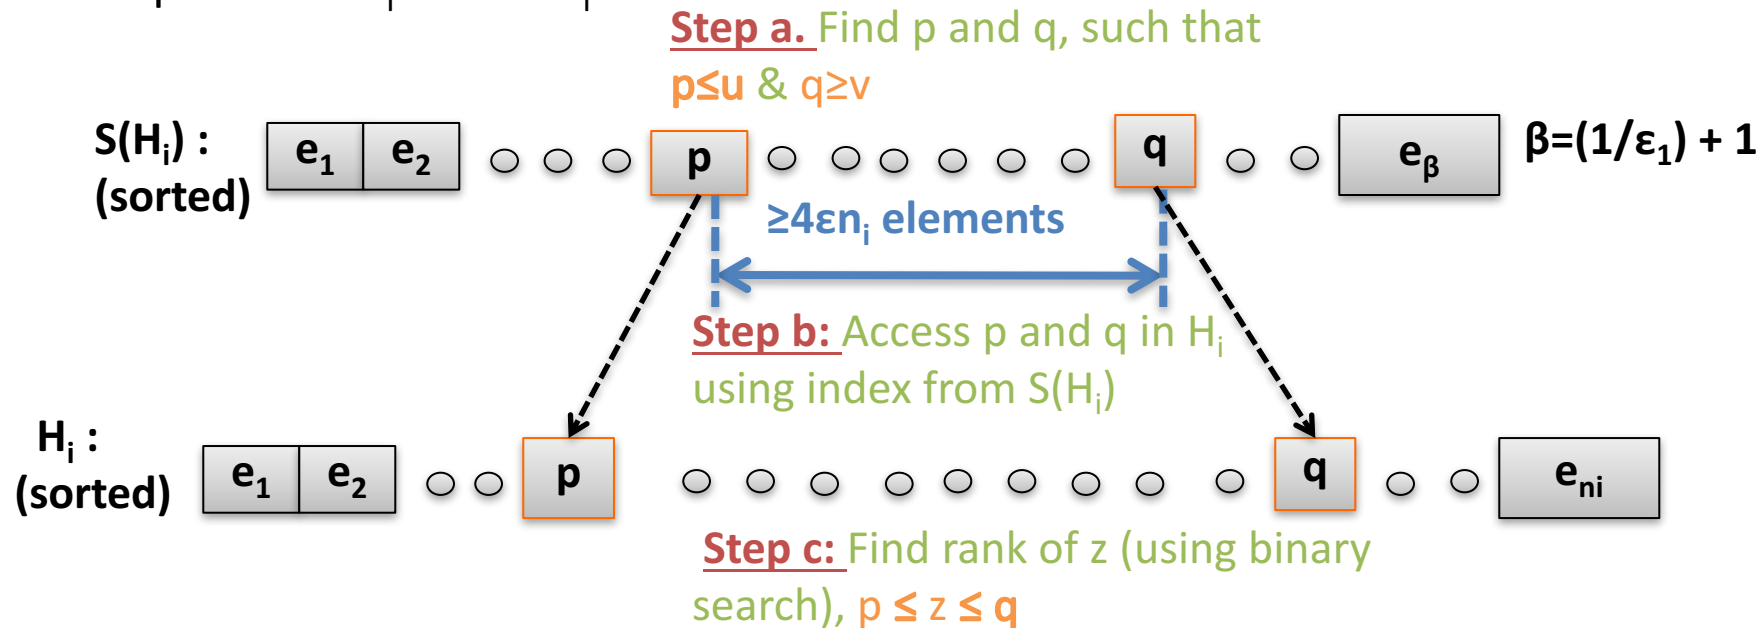 Step a. Find p and q, such that
p≤u & q≥v
S(Hᵢ) :
(sorted)
e₁ e₂ p q e_β β=(1/ε₁) + 1
≥4εnᵢ elements
Step b: Access p and q in Hᵢ
using index from S(Hᵢ)
Hᵢ :
(sorted)
e₁ e₂ p q eₙᵢ
Step c: Find rank of z (using binary
search), p ≤ z ≤ q